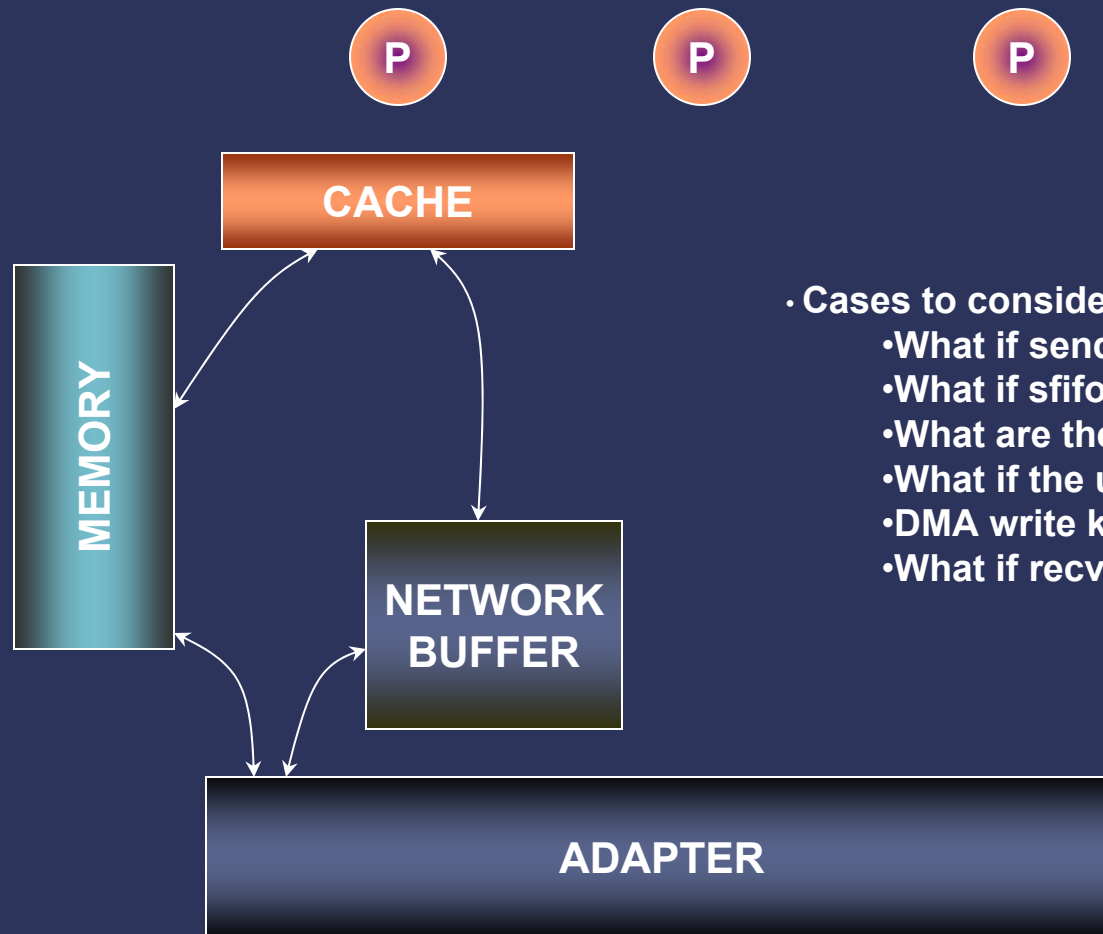 P P P
CACHE
MEMORY
• Cases to conside
•What if send
•What if sfifo
•What are the
•What if the u
•DMA write k
•What if recv
NETWORK
BUFFER
ADAPTER